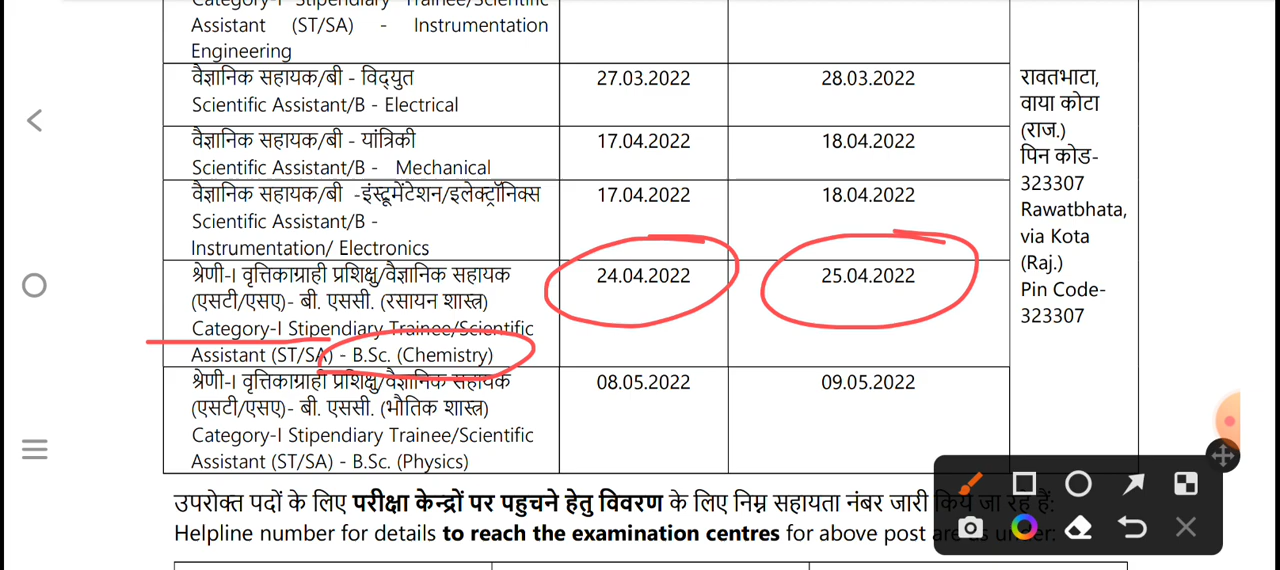 Category-I Stipendiary Trainee/Scientific
Assistant (ST/SA) - Instrumentation
Engineering
वैज्ञानिक सहायक/बी - विद्युत
Scientific Assistant/B - Electrical
27.03.2022
28.03.2022
वैज्ञानिक सहायक/बी - यांत्रिकी
Scientific Assistant/B - Mechanical
17.04.2022
18.04.2022
वैज्ञानिक सहायक/बी -इंस्ट्रूमेंटेशन/इलेक्ट्रॉनिक्स
Scientific Assistant/B -
Instrumentation/ Electronics
17.04.2022
18.04.2022
श्रेणी-I वृत्तिकाग्राही प्रशिक्षु/वैज्ञानिक सहायक
(एसटी/एसए)- बी. एससी. (रसायन शास्त्र)
Category-I Stipendiary Trainee/Scientific
Assistant (ST/SA) - B.Sc. (Chemistry)
24.04.2022
25.04.2022
श्रेणी-I वृत्तिकाग्राही प्रशिक्षु/वैज्ञानिक सहायक
(एसटी/एसए)- बी. एससी. (भौतिक शास्त्र)
Category-I Stipendiary Trainee/Scientific
Assistant (ST/SA) - B.Sc. (Physics)
08.05.2022
09.05.2022
रावतभाटा,
वाया कोटा
(राज.)
पिन कोड-
323307
Rawatbhata,
via Kota
(Raj.)
Pin Code-
323307
उपरोक्त पदों के लिए परीक्षा केन्द्रों पर पहुचने हेतु विवरण के लिए निम्न सहायता नंबर जारी किये जा रहे हैं:
Helpline number for details to reach the examination centres for above post are as under: